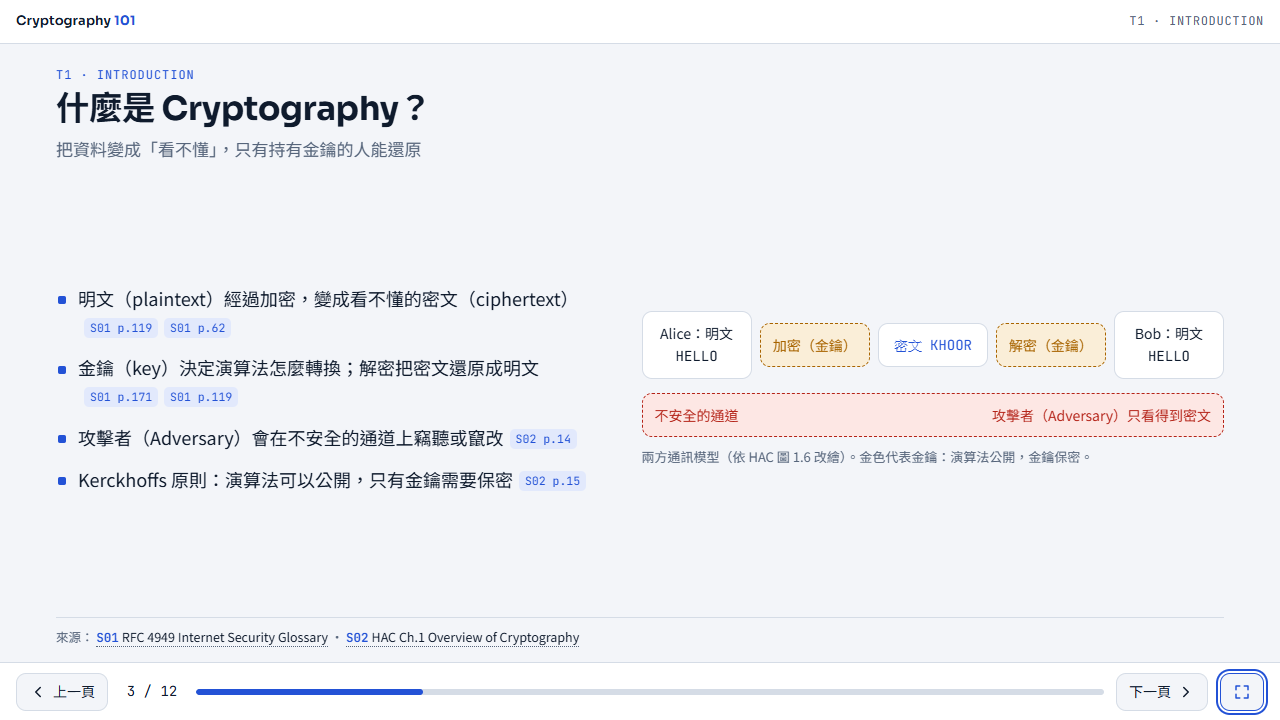 Cryptography 101
T1 · INTRODUCTION
T1 · INTRODUCTION
什麼是 Cryptography？
把資料變成「看不懂」，只有持有金鑰的人能還原
明文（plaintext）經過加密，變成看不懂的密文（ciphertext）
S01 p.119 S01 p.62
金鑰（key）決定演算法怎麼轉換；解密把密文還原成明文
S01 p.171 S01 p.119
攻擊者（Adversary）會在不安全的通道上竊聽或竄改 S02 p.14
Kerckhoffs 原則：演算法可以公開，只有金鑰需要保密 S02 p.15
Alice：明文
HELLO
加密（金鑰）
密文 KHOOR
解密（金鑰）
Bob：明文
HELLO
不安全的通道
攻擊者（Adversary）只看得到密文
兩方通訊模型（依 HAC 圖 1.6 改繪）。金色代表金鑰：演算法公開，金鑰保密。
來源： S01 RFC 4949 Internet Security Glossary · S02 HAC Ch.1 Overview of Cryptography
上一頁
3 / 12
下一頁